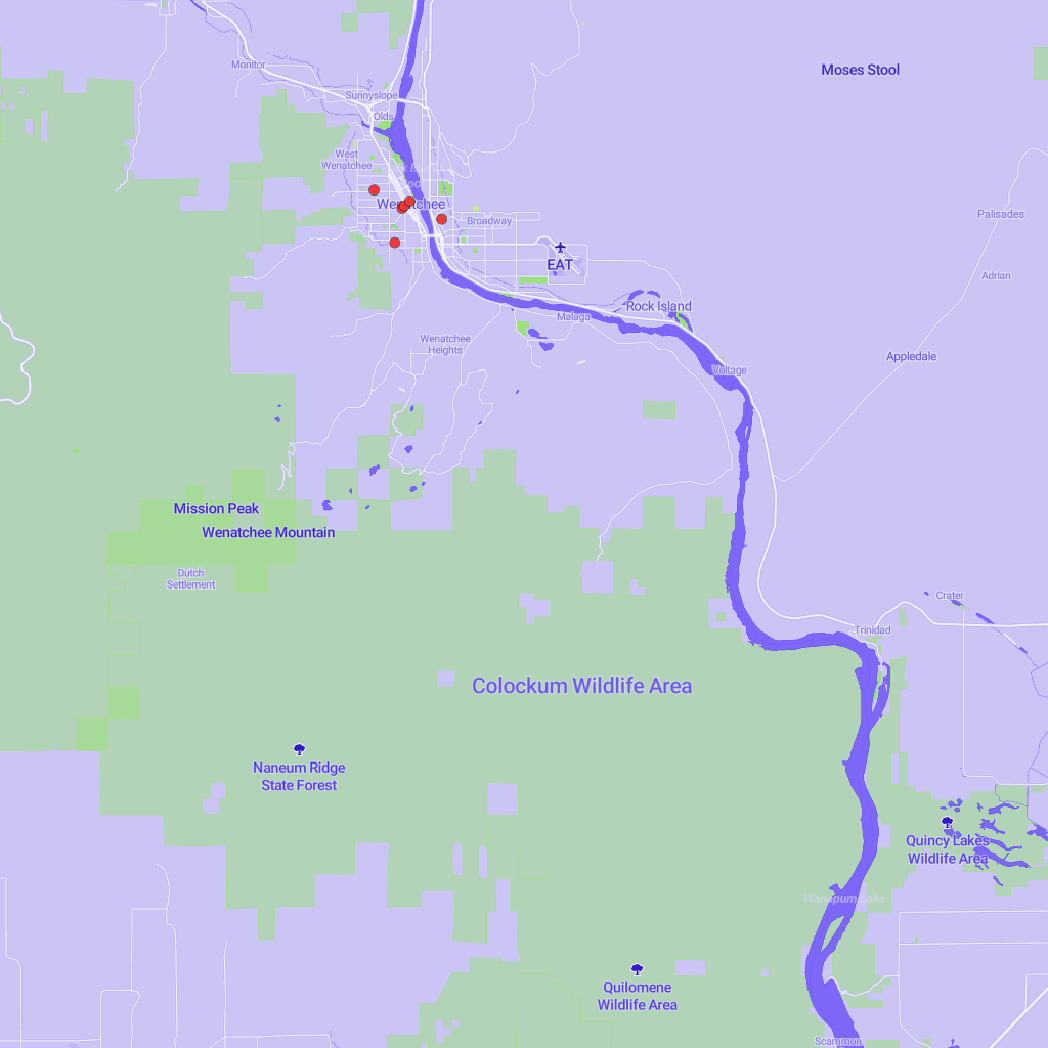 Monitor
Moses Stool
Sunnyslope
Olds
West
Wenatchee
Wenatchee
Palisades
Broadway
EAT
Adrian
Rock Island
Malaga
Wenatchee
Heights
Appledale
Voltage
Mission Peak
Wenatchee Mountain
Dutch
Settlement
Crater
Trinidad
Colockum Wildlife Area
Naneum Ridge
State Forest
Quincy Lakes
Wildlife Area
Wanapum Lake
Quilomene
Wildlife Area
Scammon